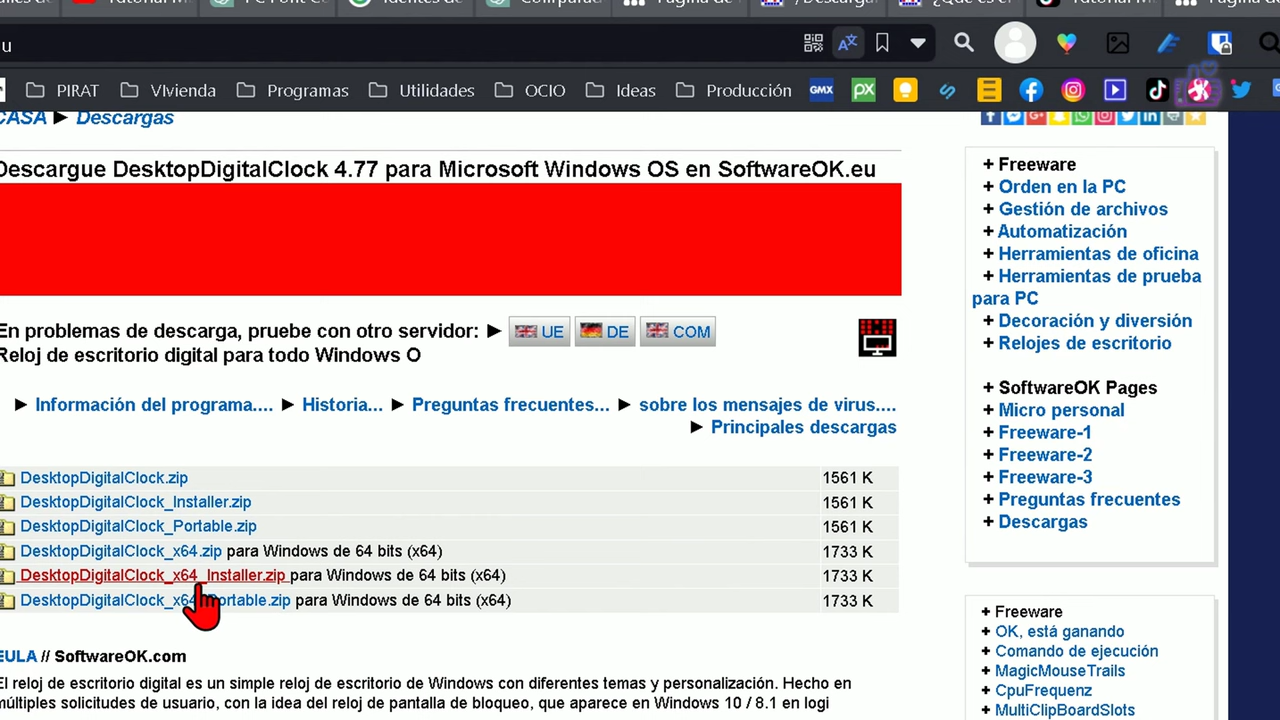 u
PIRAT VIvienda Programas Utilidades OCIO Ideas Producción GMX
CASA ► Descargas
Descargue DesktopDigitalClock 4.77 para Microsoft Windows OS en SoftwareOK.eu
En problemas de descarga, pruebe con otro servidor: ► UE DE COM
Reloj de escritorio digital para todo Windows O
► Información del programa.... ► Historia... ► Preguntas frecuentes... ► sobre los mensajes de virus....
► Principales descargas
DesktopDigitalClock.zip 1561 K
DesktopDigitalClock_Installer.zip 1561 K
DesktopDigitalClock_Portable.zip 1561 K
DesktopDigitalClock_x64.zip para Windows de 64 bits (x64) 1733 K
DesktopDigitalClock_x64_Installer.zip para Windows de 64 bits (x64) 1733 K
DesktopDigitalClock_x64_Portable.zip para Windows de 64 bits (x64) 1733 K
EULA // SoftwareOK.com
El reloj de escritorio digital es un simple reloj de escritorio de Windows con diferentes temas y personalización. Hecho en
múltiples solicitudes de usuario, con la idea del reloj de pantalla de bloqueo, que aparece en Windows 10 / 8.1 en logi
+ Freeware
+ Orden en la PC
+ Gestión de archivos
+ Automatización
+ Herramientas de oficina
+ Herramientas de prueba
para PC
+ Decoración y diversión
+ Relojes de escritorio
+ SoftwareOK Pages
+ Micro personal
+ Freeware-1
+ Freeware-2
+ Freeware-3
+ Preguntas frecuentes
+ Descargas
+ Freeware
+ OK, está ganando
+ Comando de ejecución
+ MagicMouseTrails
+ CpuFrequenz
+ MultiClipBoardSlots